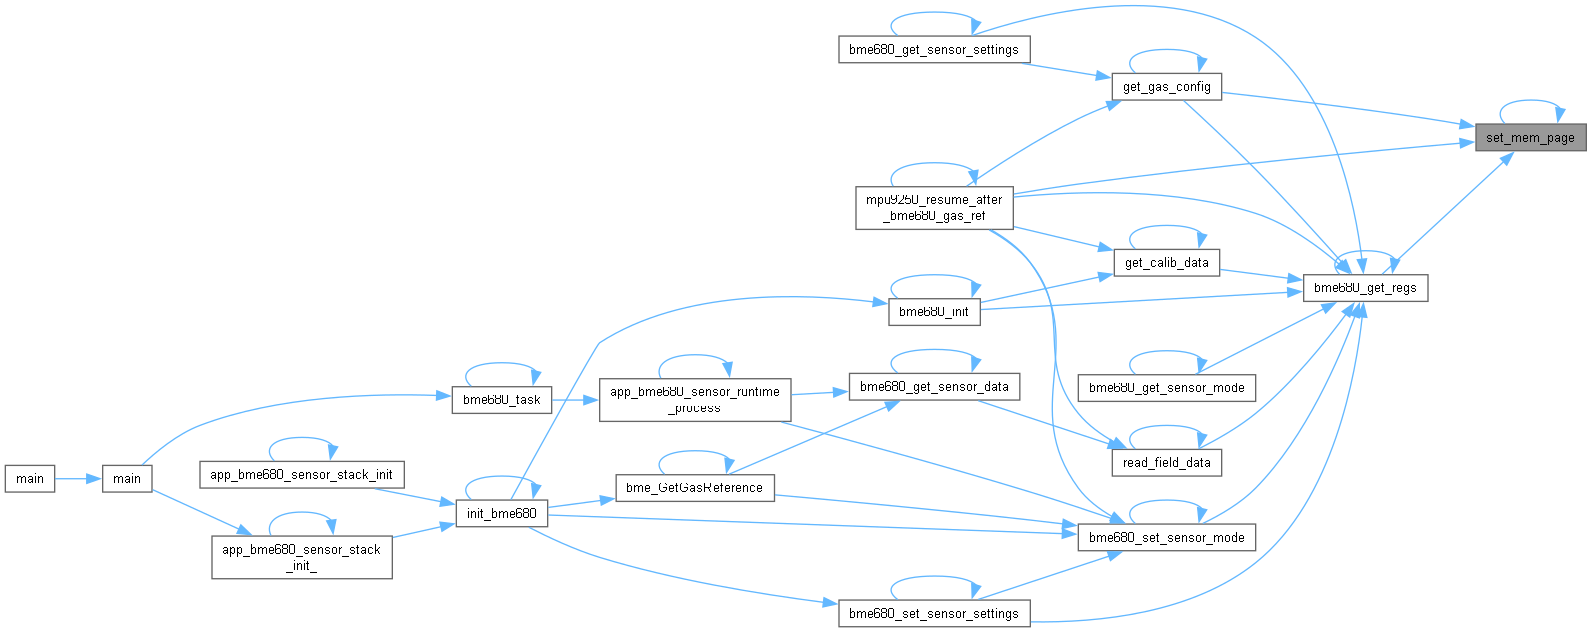 bme680_get_sensor_settings
get_gas_config
set_mem_page
mpu9250_resume_after
_bme680_gas_ref
get_calib_data
bme680_get_regs
bme680_init
bme680_get_sensor_mode
bme680_get_sensor_data
app_bme680_sensor_runtime
_process
bme680_task
read_field_data
app_bme680_sensor_stack_init
main
main
bme_GetGasReference
init_bme680
bme680_set_sensor_mode
app_bme680_sensor_stack
_init_
bme680_set_sensor_settings